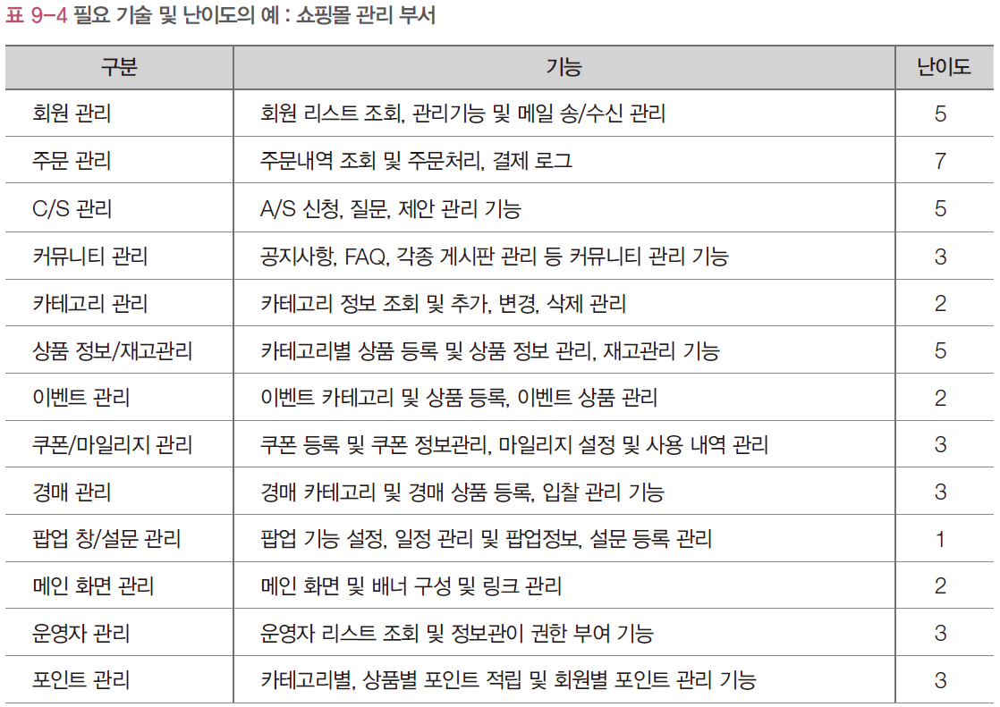 표 9-4 필요 기술 및 난이도의 예 : 쇼핑몰 관리 부서
구분 기능 난이도
회원 관리 회원 리스트 조회, 관리기능 및 메일 송/수신 관리 5
주문 관리 주문내역 조회 및 주문처리, 결제 로그 7
C/S 관리 A/S 신청, 질문, 제안 관리 기능 5
커뮤니티 관리 공지사항, FAQ, 각종 게시판 관리 등 커뮤니티 관리 기능 3
카테고리 관리 카테고리 정보 조회 및 추가, 변경, 삭제 관리 2
상품 정보/재고관리 카테고리별 상품 등록 및 상품 정보 관리, 재고관리 기능 5
이벤트 관리 이벤트 카테고리 및 상품 등록, 이벤트 상품 관리 2
쿠폰/마일리지 관리 쿠폰 등록 및 쿠폰 정보관리, 마일리지 설정 및 사용 내역 관리 3
경매 관리 경매 카테고리 및 경매 상품 등록, 입찰 관리 기능 3
팝업 창/설문 관리 팝업 기능 설정, 일정 관리 및 팝업정보, 설문 등록 관리 1
메인 화면 관리 메인 화면 및 배너 구성 및 링크 관리 2
운영자 관리 운영자 리스트 조회 및 정보관이 권한 부여 기능 3
포인트 관리 카테고리별, 상품별 포인트 적립 및 회원별 포인트 관리 기능 3